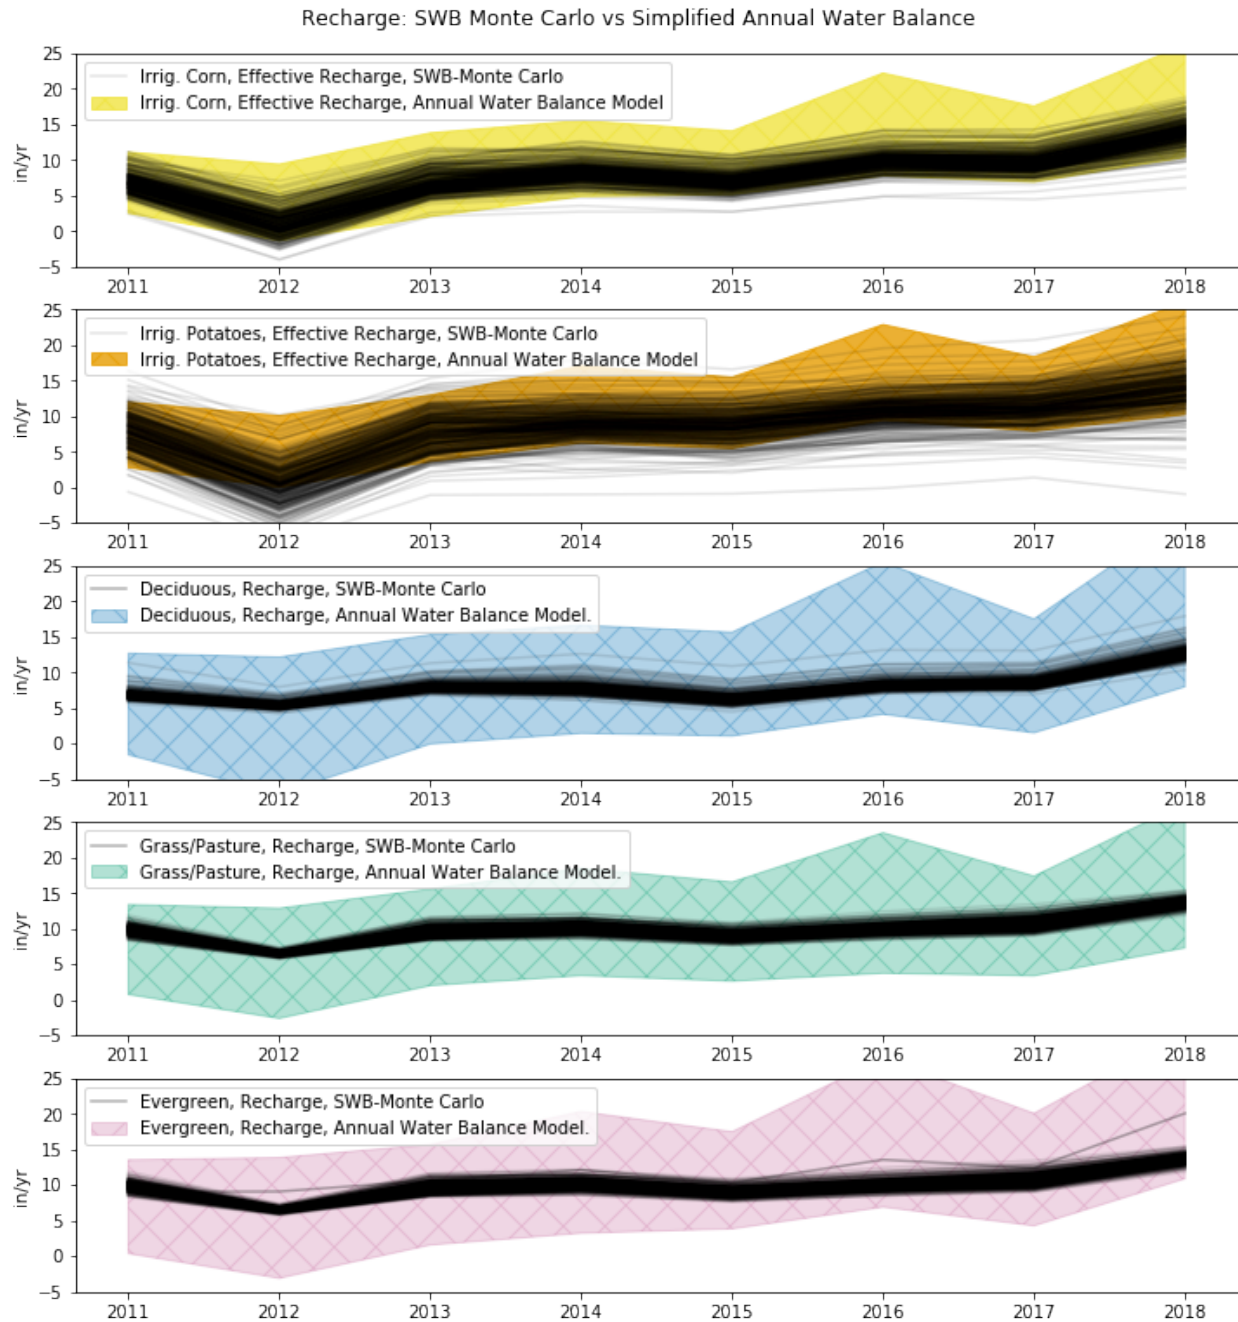 Recharge: SWB Monte Carlo vs Simplified Annual Water Balance
25
20
15
10
5
0
−5
in/yr
Irrig. Corn, Effective Recharge, SWB-Monte Carlo
Irrig. Corn, Effective Recharge, Annual Water Balance Model
2011 2012 2013 2014 2015 2016 2017 2018
25
20
15
10
5
0
−5
in/yr
Irrig. Potatoes, Effective Recharge, SWB-Monte Carlo
Irrig. Potatoes, Effective Recharge, Annual Water Balance Model
2011 2012 2013 2014 2015 2016 2017 2018
25
20
15
10
5
0
−5
in/yr
Deciduous, Recharge, SWB-Monte Carlo
Deciduous, Recharge, Annual Water Balance Model.
2011 2012 2013 2014 2015 2016 2017 2018
25
20
15
10
5
0
−5
in/yr
Grass/Pasture, Recharge, SWB-Monte Carlo
Grass/Pasture, Recharge, Annual Water Balance Model.
2011 2012 2013 2014 2015 2016 2017 2018
25
20
15
10
5
0
−5
in/yr
Evergreen, Recharge, SWB-Monte Carlo
Evergreen, Recharge, Annual Water Balance Model.
2011 2012 2013 2014 2015 2016 2017 2018